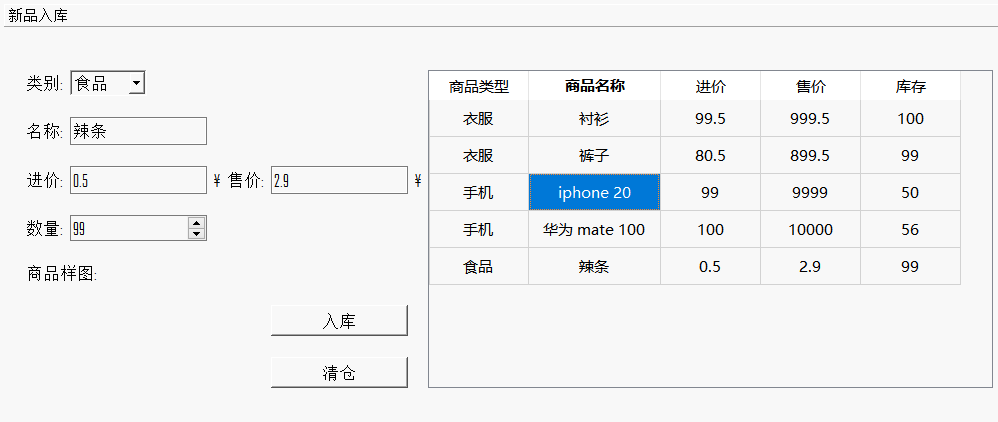 新品入库
类别: 食品
名称: 辣条
进价: 0.5 ¥ 售价: 2.9 ¥
数量: 99
商品样图:
入库
清仓
商品类型 商品名称 进价 售价 库存
衣服 衬衫 99.5 999.5 100
衣服 裤子 80.5 899.5 99
手机 iphone 20 99 9999 50
手机 华为 mate 100 100 10000 56
食品 辣条 0.5 2.9 99